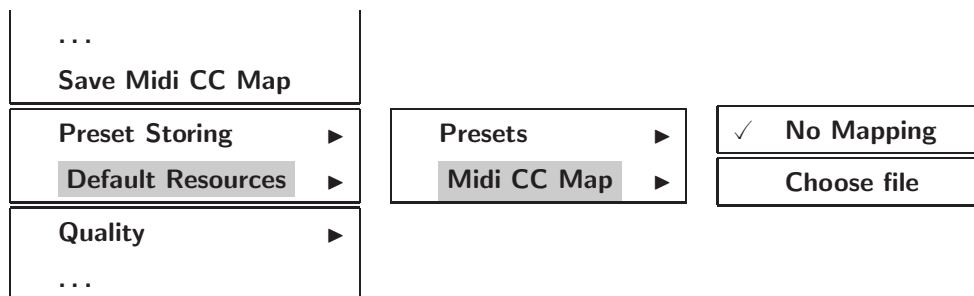 . . .
Save Midi CC Map
Preset Storing ▶
Default Resources ▶
Quality ▶
. . .
Presets ▶
Midi CC Map ▶
✓ No Mapping
Choose file